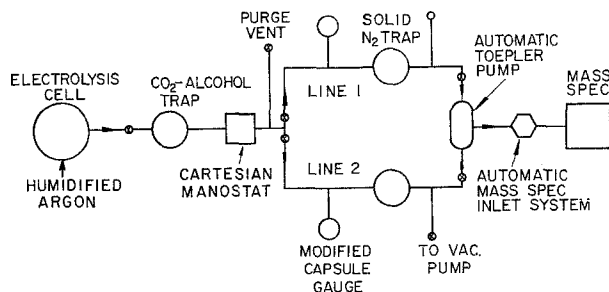 PURGE
VENT
SOLID
N₂ TRAP
AUTOMATIC
TOEPLER
PUMP
MASS
SPEC
ELECTROLYSIS
CELL
CO₂-ALCOHOL
TRAP
LINE 1
HUMIDIFIED
ARGON
CARTESIAN
MANOSTAT
LINE 2
AUTOMATIC
MASS SPEC
INLET SYSTEM
MODIFIED
CAPSULE
GAUGE
TO VAC.
PUMP